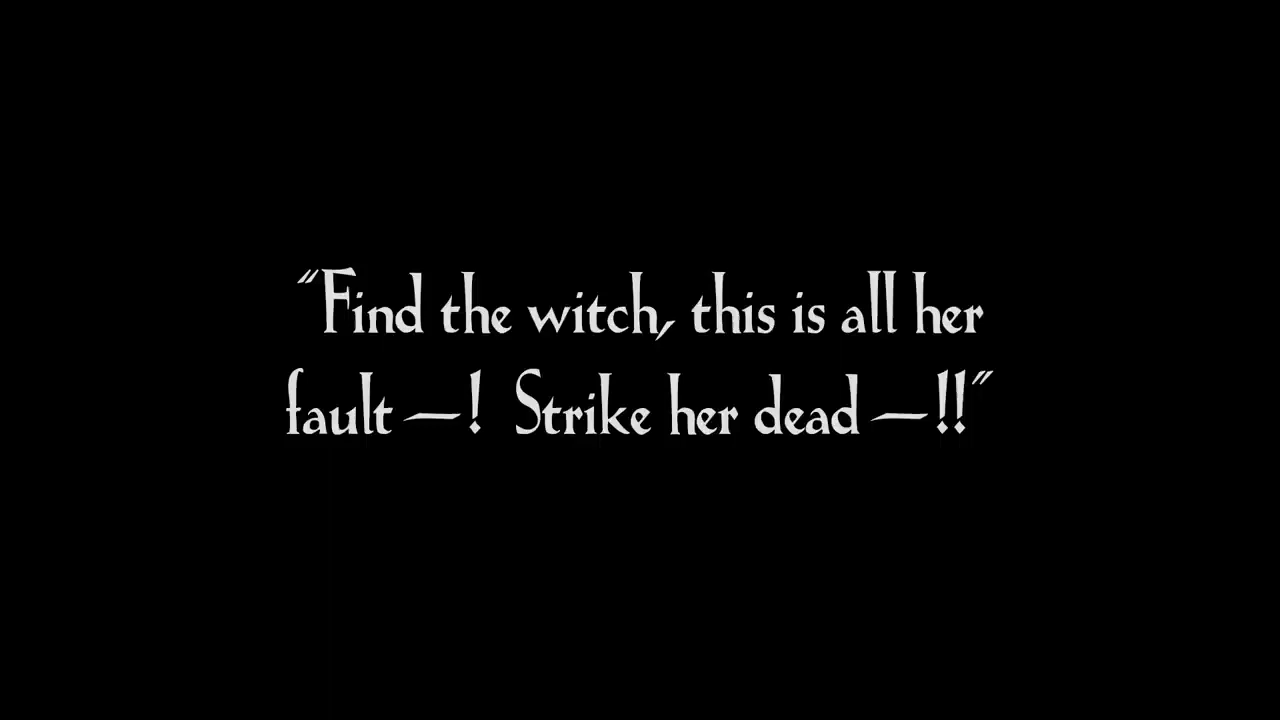 "Find the witch, this is all her
fault —! Strike her dead —!!"